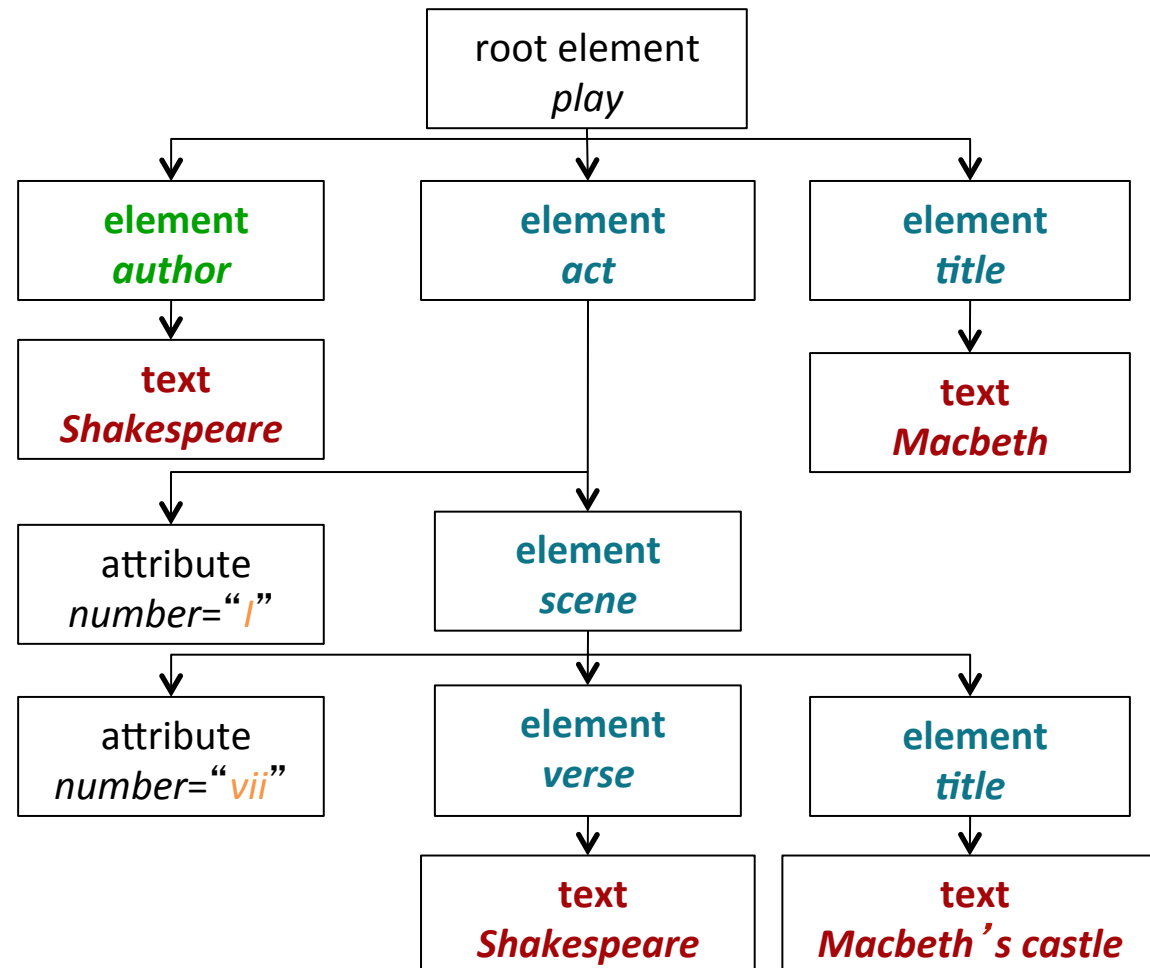 root element
play
element
author
element
act
element
title
text
Shakespeare
text
Macbeth
attribute
number=“I”
element
scene
attribute
number=“vii”
element
verse
element
title
text
Shakespeare
text
Macbeth’s castle